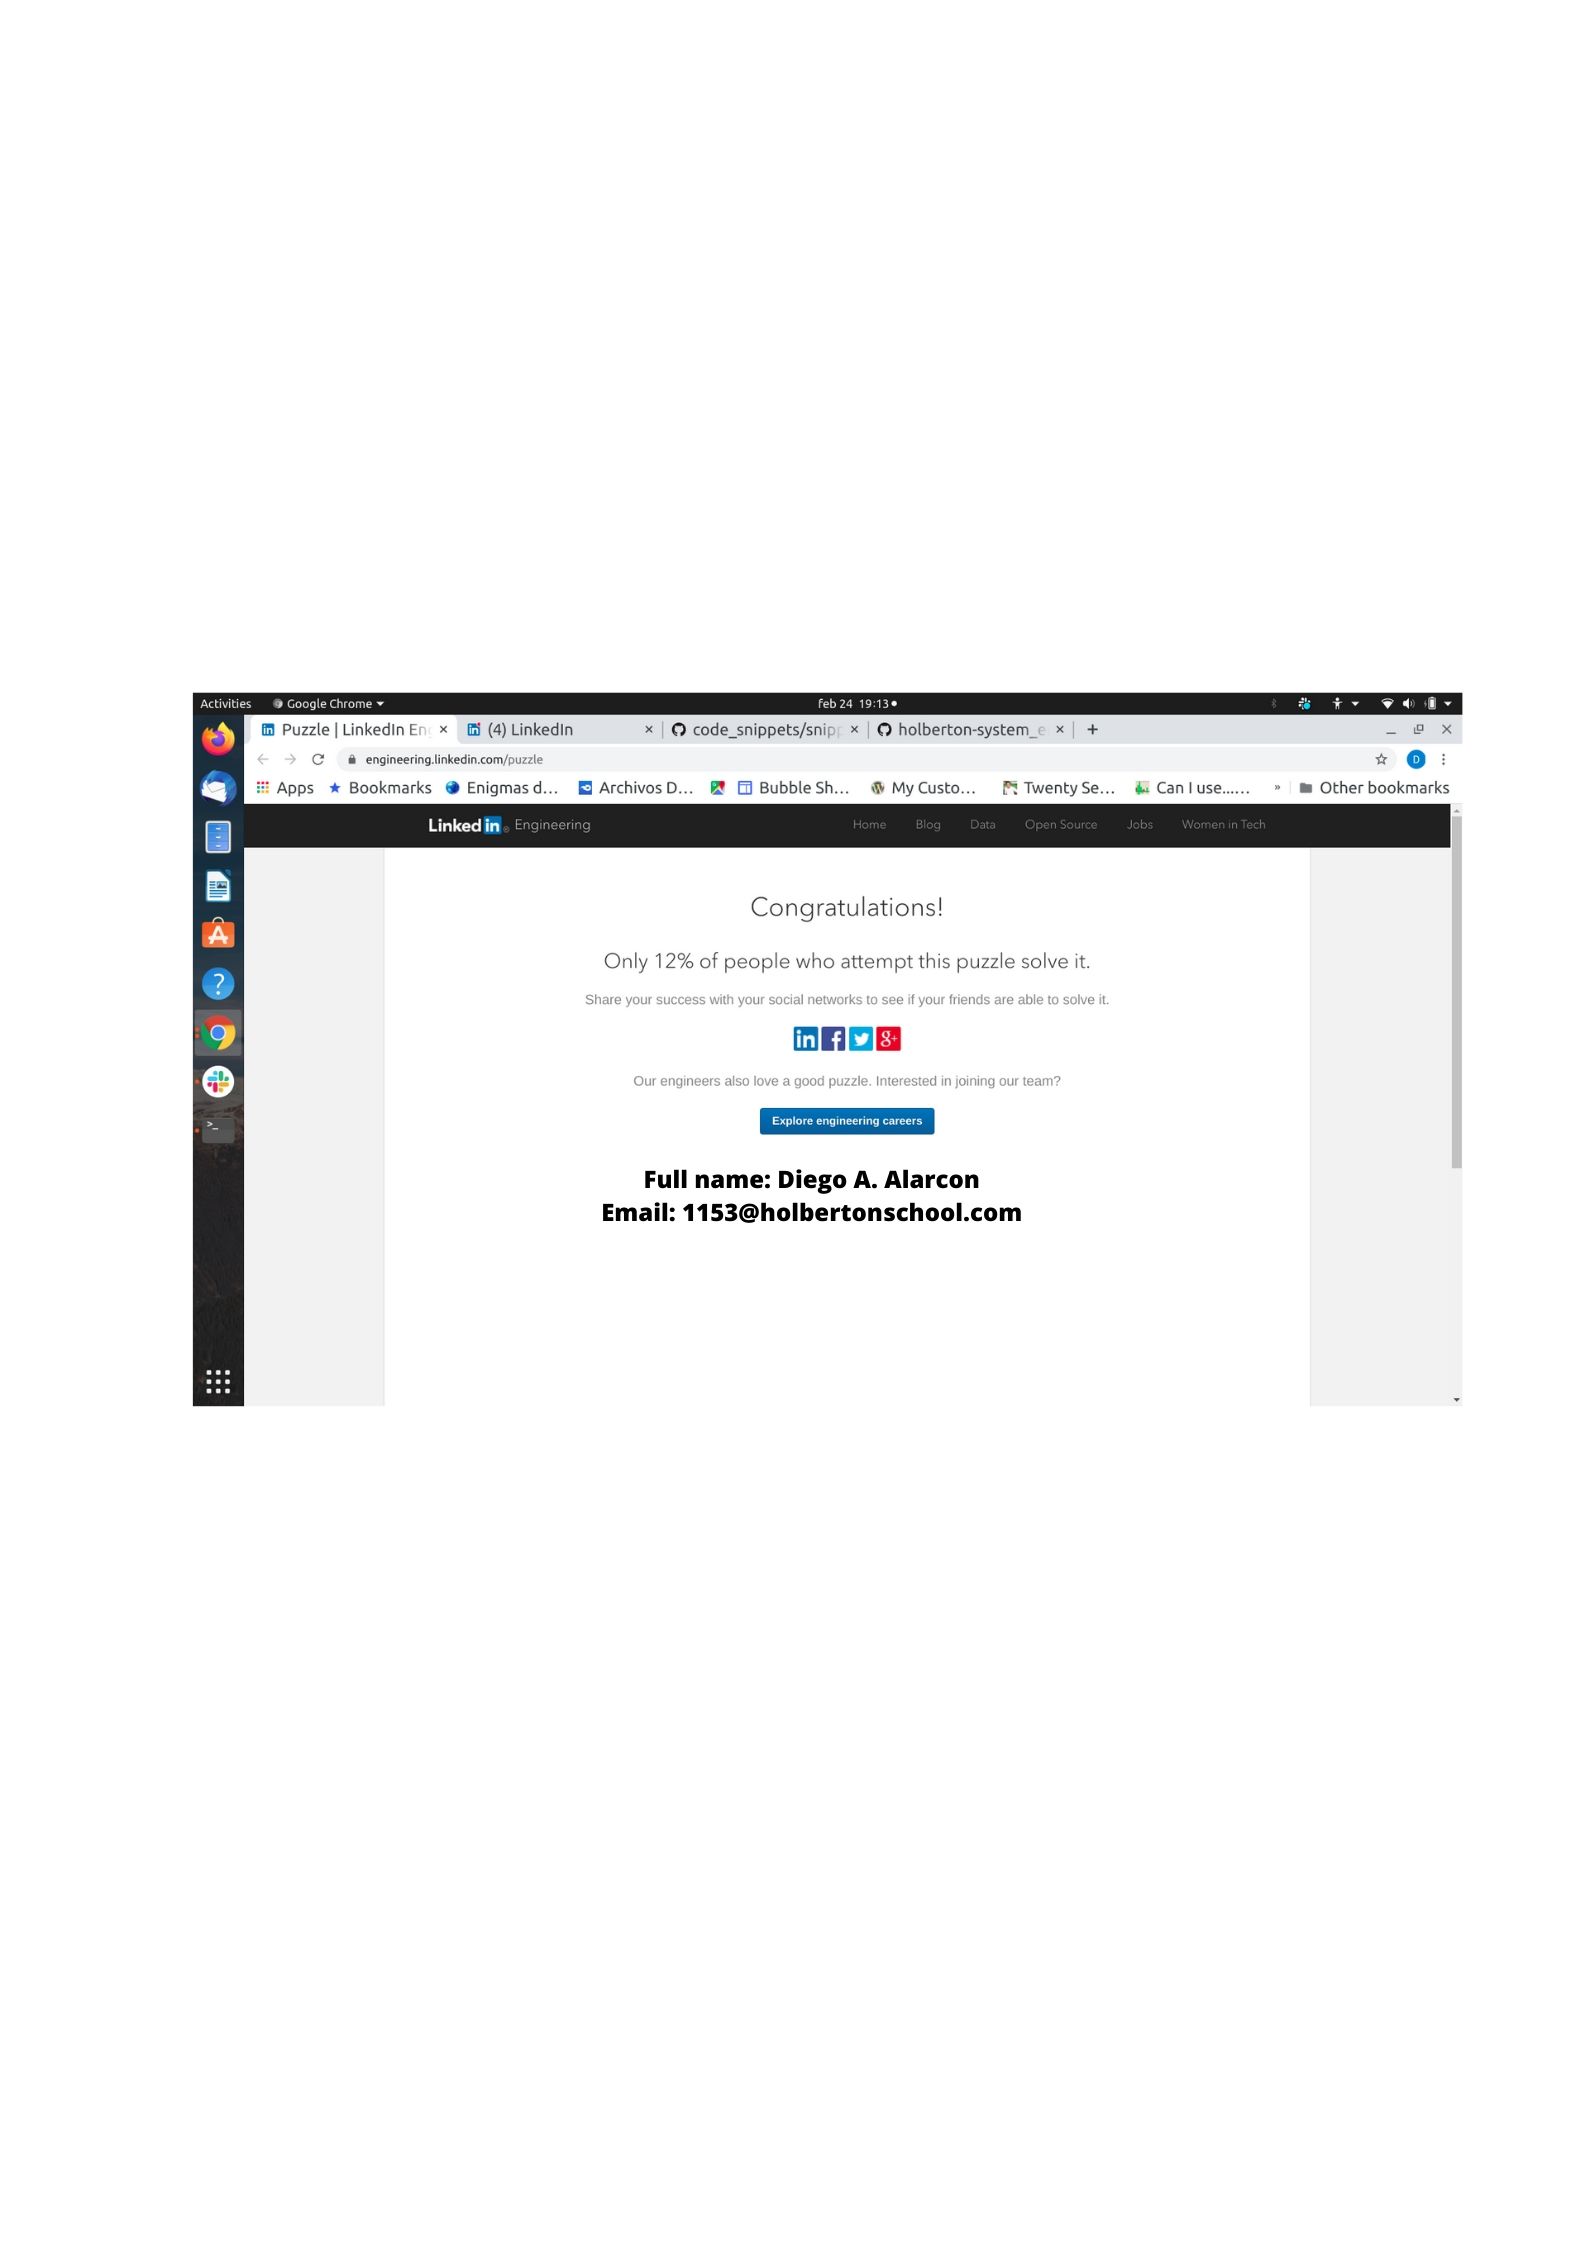 Activities Google Chrome feb 24 19:13
Puzzle | LinkedIn En (4) LinkedIn code_snippets/snip holberton-system_e
engineering.linkedin.com/puzzle D
Apps Bookmarks Enigmas d... Archivos D... Bubble Sh... My Custo... Twenty Se... Can I use...... » Other bookmarks
Linked in Engineering Home Blog Data Open Source Jobs Women in Tech
Congratulations!
Only 12% of people who attempt this puzzle solve it.
Share your success with your social networks to see if your friends are able to solve it.
in f g+
Our engineers also love a good puzzle. Interested in joining our team?
Explore engineering careers
Full name: Diego A. Alarcon
Email: 1153@holbertonschool.com